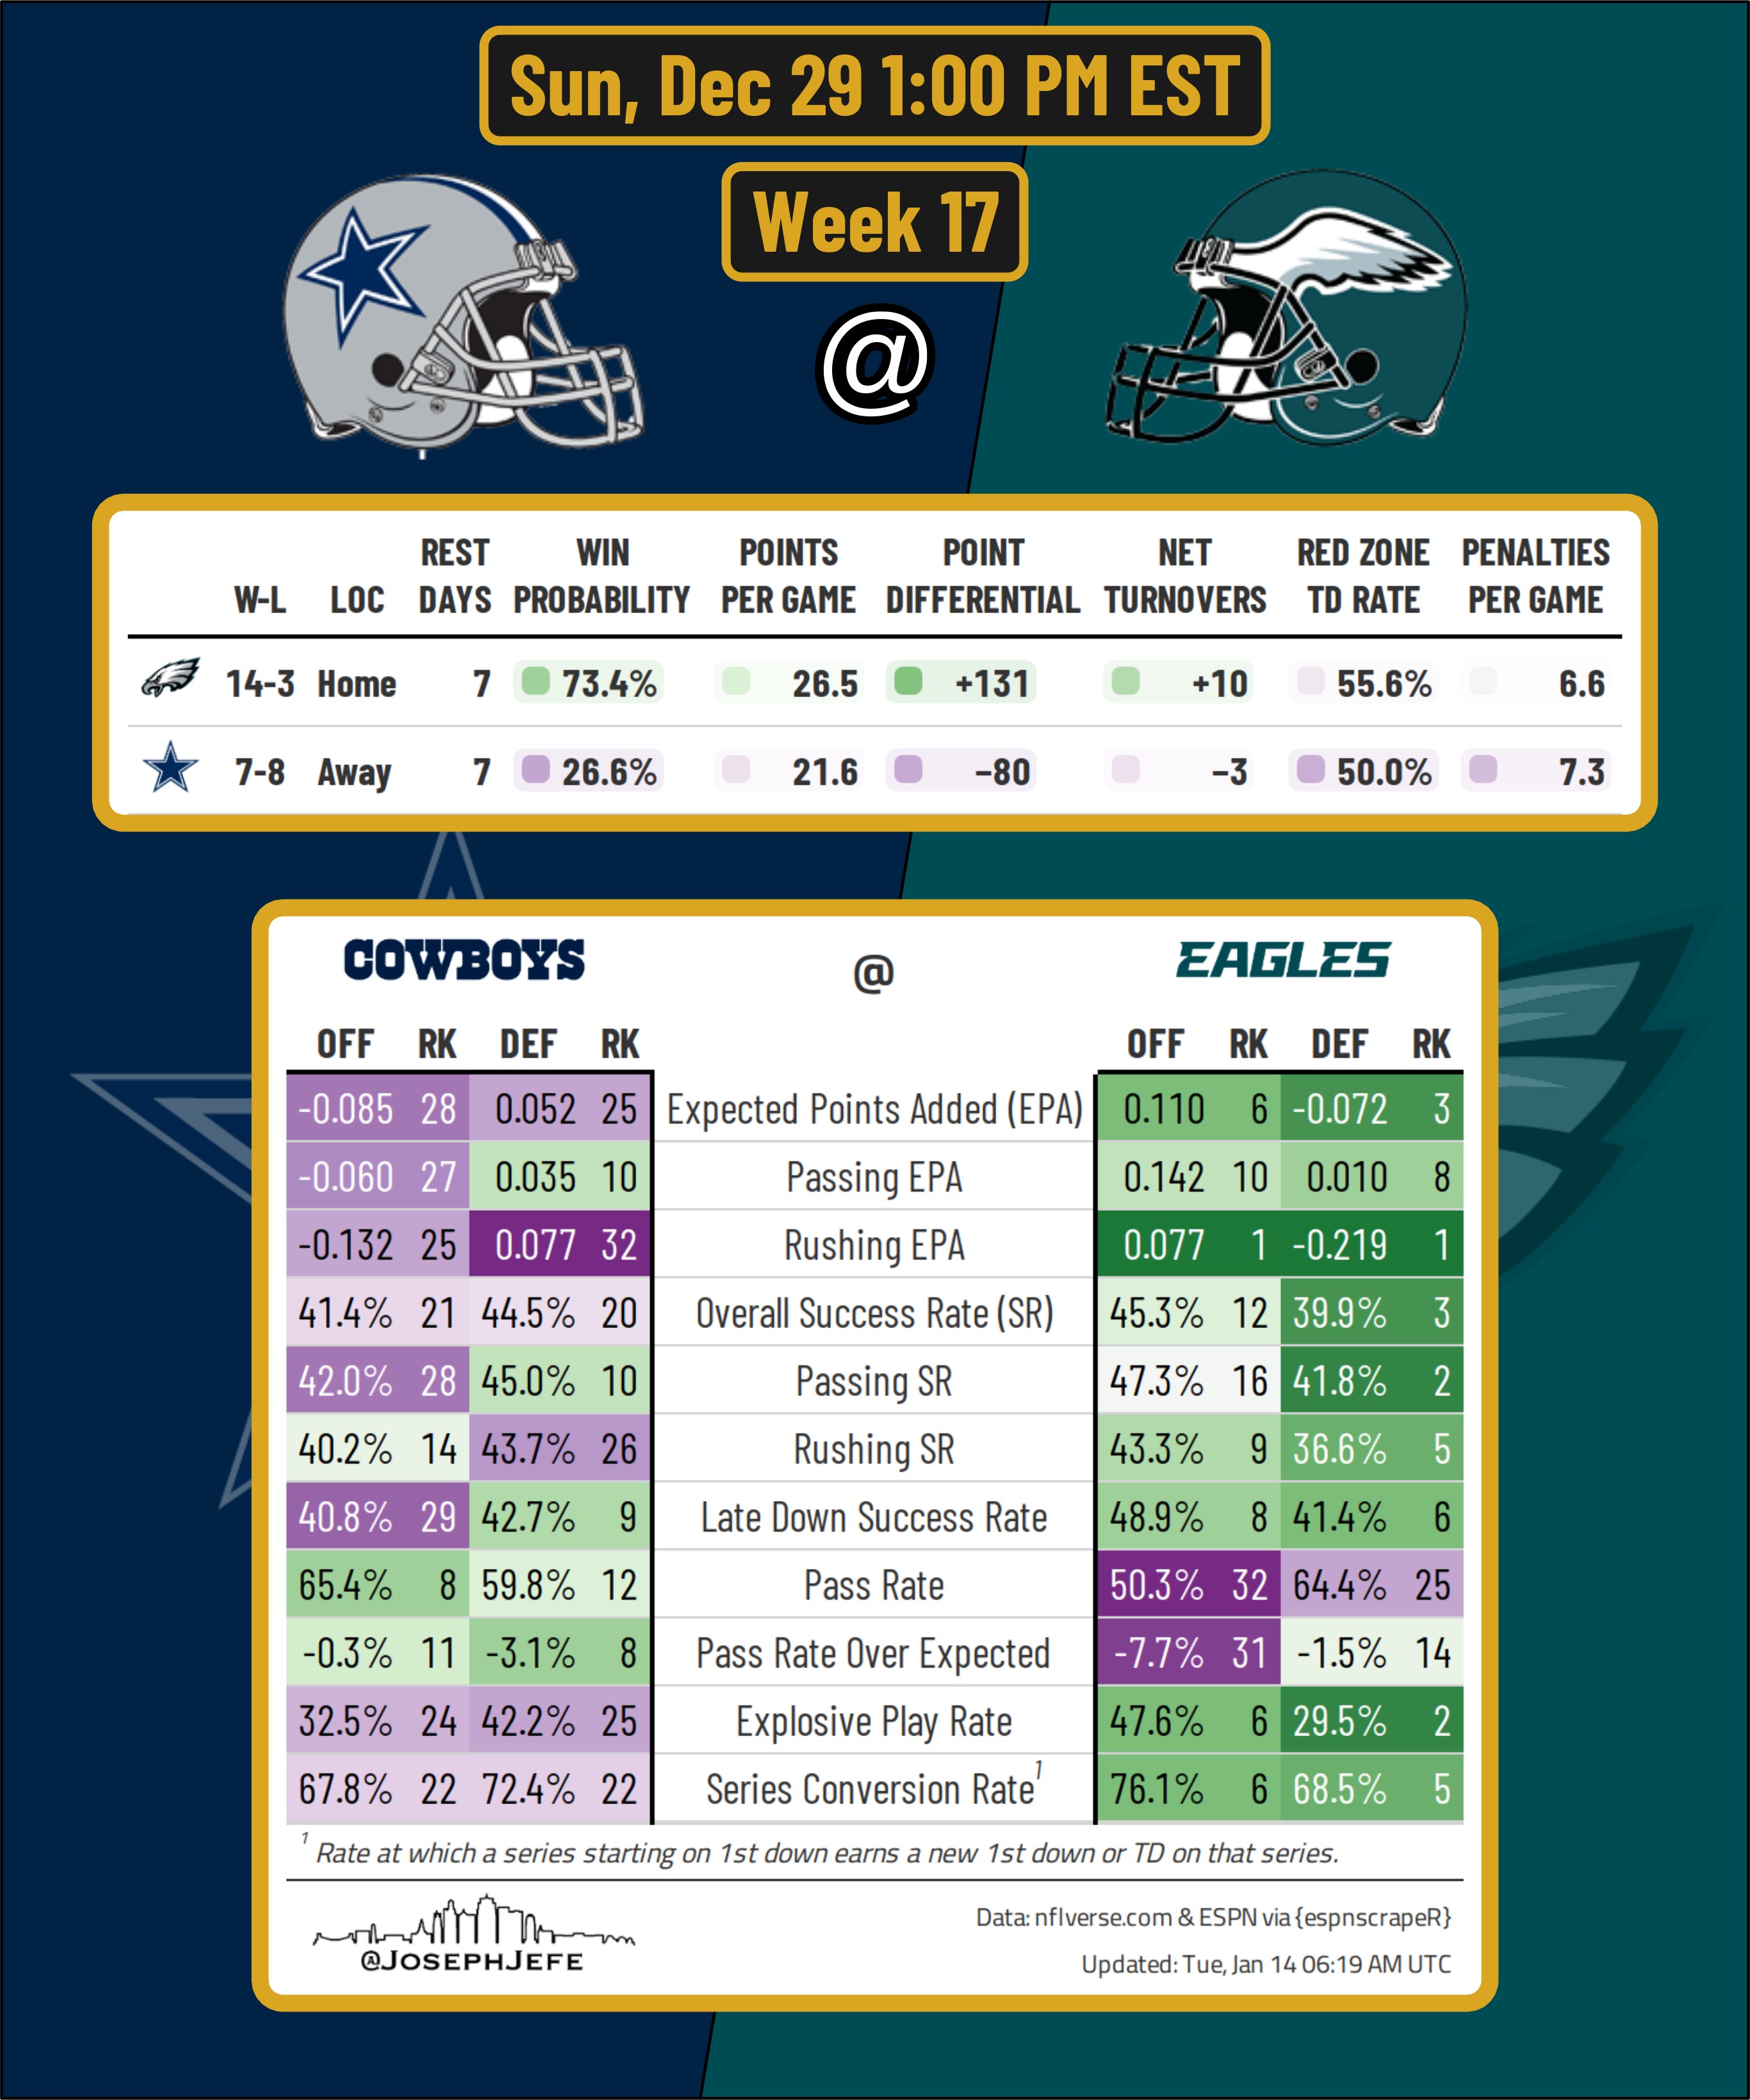 Sun, Dec 29 1:00 PM EST
Week 17
@
REST WIN POINTS POINT NET RED ZONE PENALTIES
W-L LOC DAYS PROBABILITY PER GAME DIFFERENTIAL TURNOVERS TD RATE PER GAME
14-3 Home 7 73.4% 26.5 +131 +10 55.6% 6.6
7-8 Away 7 26.6% 21.6 −80 −3 50.0% 7.3
COWBOYS @ EAGLES
OFF RK DEF RK OFF RK DEF RK
-0.085 28 0.052 25 Expected Points Added (EPA) 0.110 6 -0.072 3
-0.060 27 0.035 10 Passing EPA 0.142 10 0.010 8
-0.132 25 0.077 32 Rushing EPA 0.077 1 -0.219 1
41.4% 21 44.5% 20 Overall Success Rate (SR) 45.3% 12 39.9% 3
42.0% 28 45.0% 10 Passing SR 47.3% 16 41.8% 2
40.2% 14 43.7% 26 Rushing SR 43.3% 9 36.6% 5
40.8% 29 42.7% 9 Late Down Success Rate 48.9% 8 41.4% 6
65.4% 8 59.8% 12 Pass Rate 50.3% 32 64.4% 25
-0.3% 11 -3.1% 8 Pass Rate Over Expected -7.7% 31 -1.5% 14
32.5% 24 42.2% 25 Explosive Play Rate 47.6% 6 29.5% 2
67.8% 22 72.4% 22 Series Conversion Rate¹ 76.1% 6 68.5% 5
¹ Rate at which a series starting on 1st down earns a new 1st down or TD on that series.
@JOSEPHJEFE
Data: nflverse.com & ESPN via {espnscrapeR}
Updated: Tue, Jan 14 06:19 AM UTC